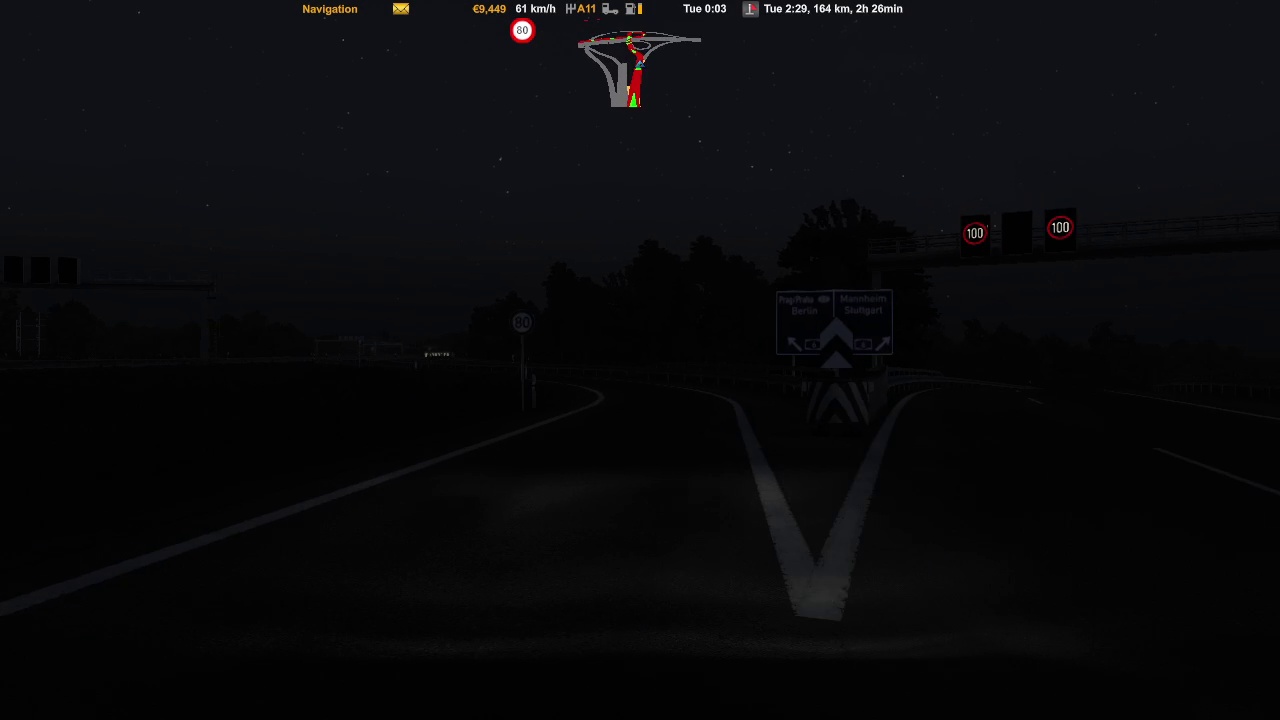 Navigation €9,449 61 km/h A11 Tue 0:03 Tue 2:29, 164 km, 2h 26min
80
100 100
Prag/Praha Mannheim
Berlin Stuttgart
80